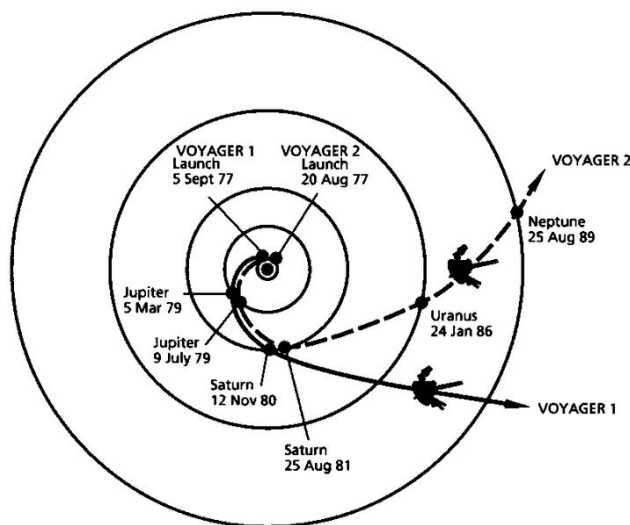 VOYAGER 1
Launch
5 Sept 77
VOYAGER 2
Launch
20 Aug 77
VOYAGER 2
Neptune
25 Aug 89
Jupiter
5 Mar 79
Uranus
24 Jan 86
Jupiter
9 July 79
Saturn
12 Nov 80
VOYAGER 1
Saturn
25 Aug 81